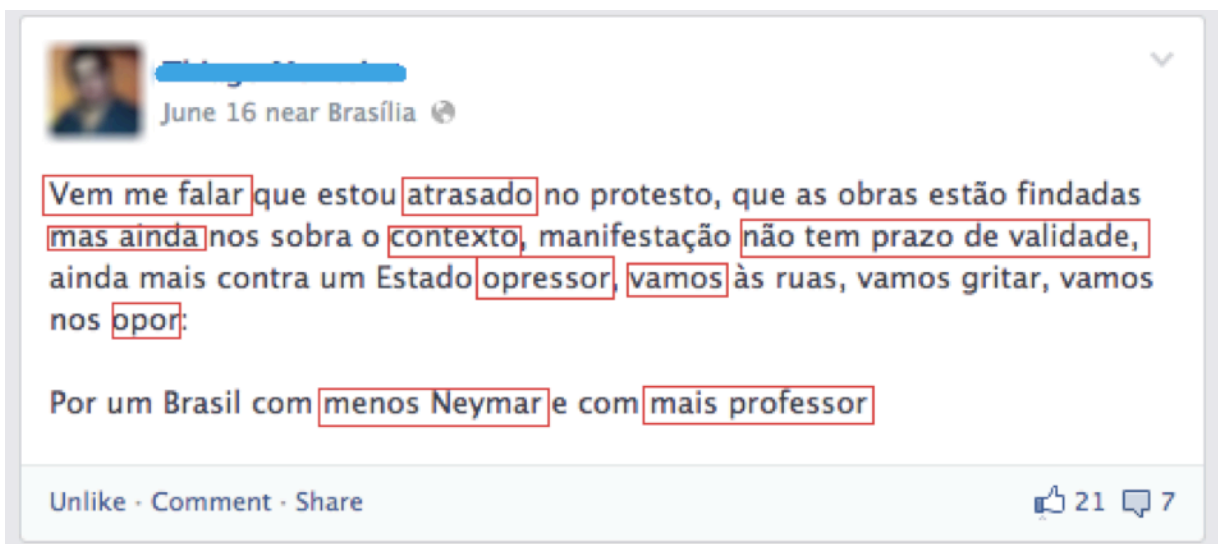 June 16 near Brasília
Vem me falar que estou atrasado no protesto, que as obras estão findadas
mas ainda nos sobra o contexto, manifestação não tem prazo de validade,
ainda mais contra um Estado opressor, vamos às ruas, vamos gritar, vamos
nos opor:
Por um Brasil com menos Neymar e com mais professor
Unlike · Comment · Share 21 7